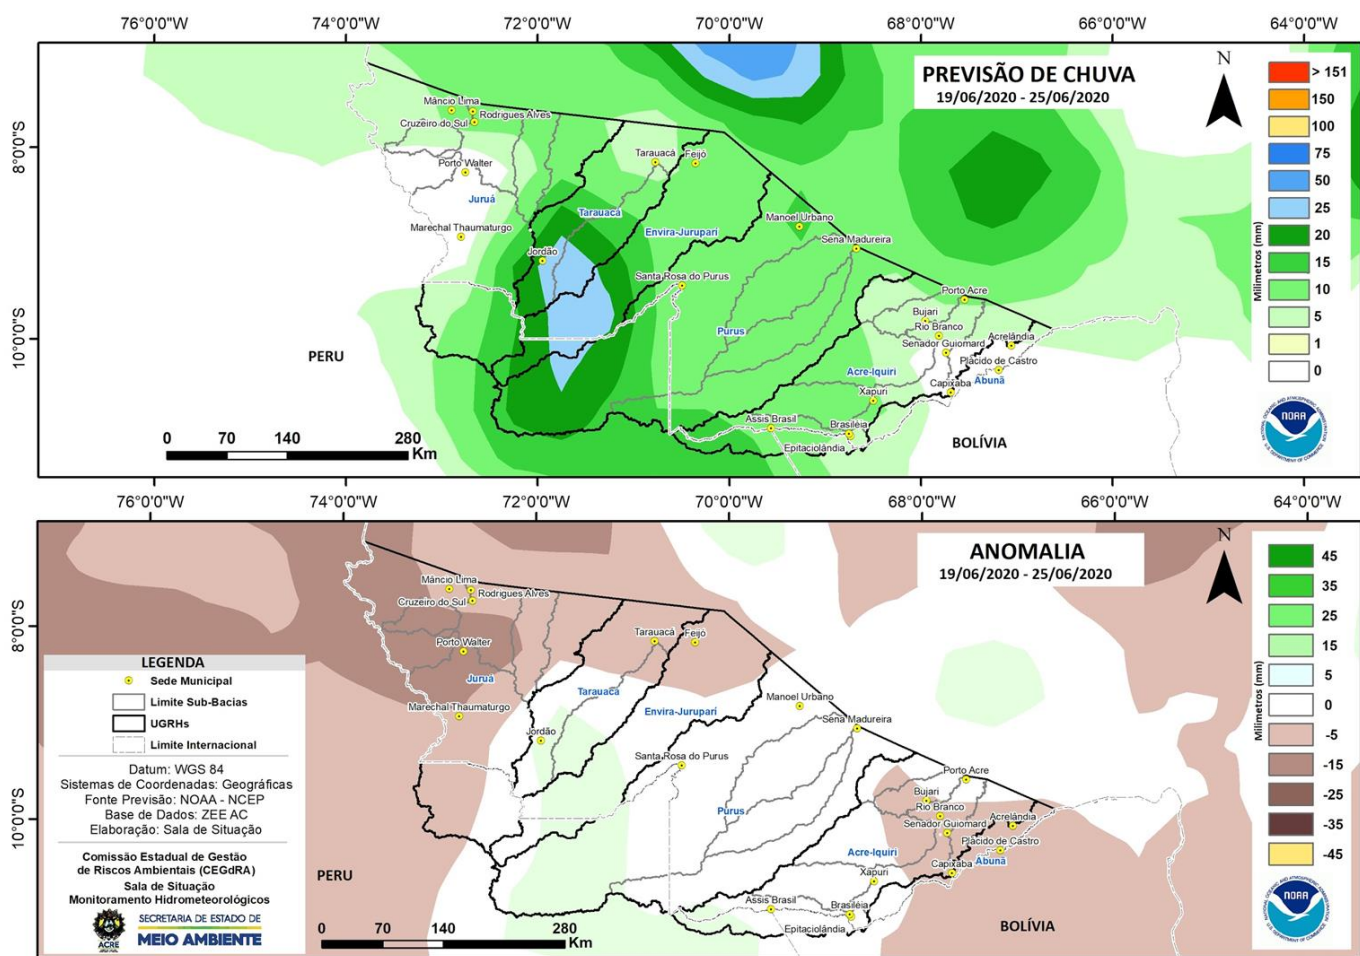 76°0'0"W 74°0'0"W 72°0'0"W 70°0'0"W 68°0'0"W 66°0'0"W 64°0'0"W
PREVISÃO DE CHUVA
19/06/2020 - 25/06/2020
N
> 151
150
100
75
50
25
20
15
10
5
1
0
Milímetros (mm)
NOAA
8°0'0"S
10°0'0"S
Mâncio Lima
Rodrigues Alves
Cruzeiro do Sul
Porto Walter
Juruá
Marechal Thaumaturgo
Tarauacá
Feijó
Tarauacá
Envira-Jurupari
Jordão
Manoel Urbano
Sena Madureira
Santa Rosa do Purus
Purus
Porto Acre
Bujari
Rio Branco
Acrelândia
Senador Guiomard
Plácido de Castro
Abunã
Acre-Iquiri
Capixaba
Xapuri
Assis Brasil
Brasiléia
Epitaciolândia
PERU
BOLÍVIA
0 70 140 280
Km
76°0'0"W 74°0'0"W 72°0'0"W 70°0'0"W 68°0'0"W 66°0'0"W 64°0'0"W
ANOMALIA
19/06/2020 - 25/06/2020
N
45
35
25
15
5
0
-5
-15
-25
-35
-45
Milímetros (mm)
NOAA
8°0'0"S
10°0'0"S
Mâncio Lima
Rodrigues Alves
Cruzeiro do Sul
Porto Walter
Juruá
Marechal Thaumaturgo
Tarauacá
Feijó
Tarauacá
Envira-Jurupari
Jordão
Manoel Urbano
Sena Madureira
Santa Rosa do Purus
Purus
Porto Acre
Bujari
Rio Branco
Acrelândia
Senador Guiomard
Plácido de Castro
Abunã
Acre-Iquiri
Capixaba
Xapuri
Assis Brasil
Brasiléia
Epitaciolândia
PERU
BOLÍVIA
0 70 140 280
Km
LEGENDA
Sede Municipal
Limite Sub-Bacias
UGRHs
Limite Internacional
Datum: WGS 84
Sistemas de Coordenadas: Geográficas
Fonte Previsão: NOAA - NCEP
Base de Dados: ZEE AC
Elaboração: Sala de Situação
Comissão Estadual de Gestão
de Riscos Ambientais (CEGdRA)
Sala de Situação
Monitoramento Hidrometeorológicos
ACRE
SECRETARIA DE ESTADO DE
MEIO AMBIENTE